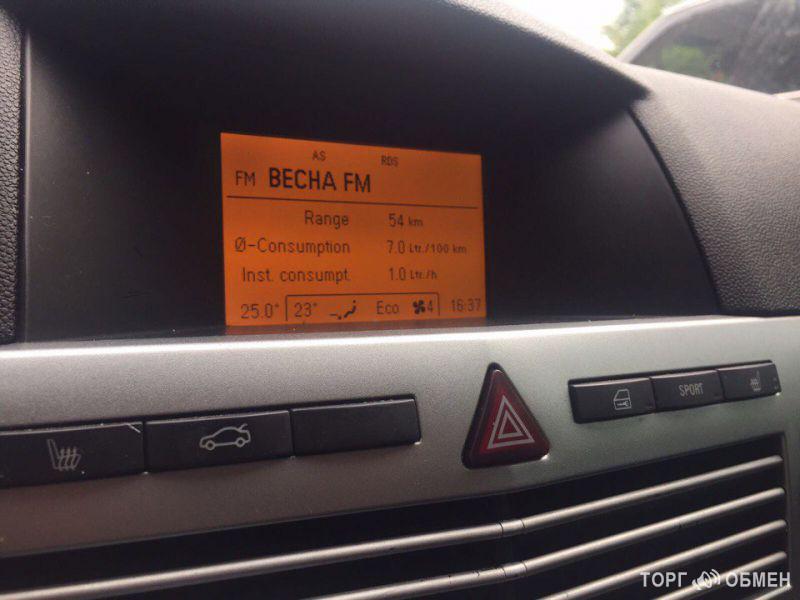 AS RDS
FM ВЕСНА FM
Range 54 km
Ø-Consumption 7.0 Ltr./100 km
Inst. consumpt. 1.0 Ltr./h
25.0° 23° Eco 4 16:37
SPORT
ТОРГ ОБМЕН